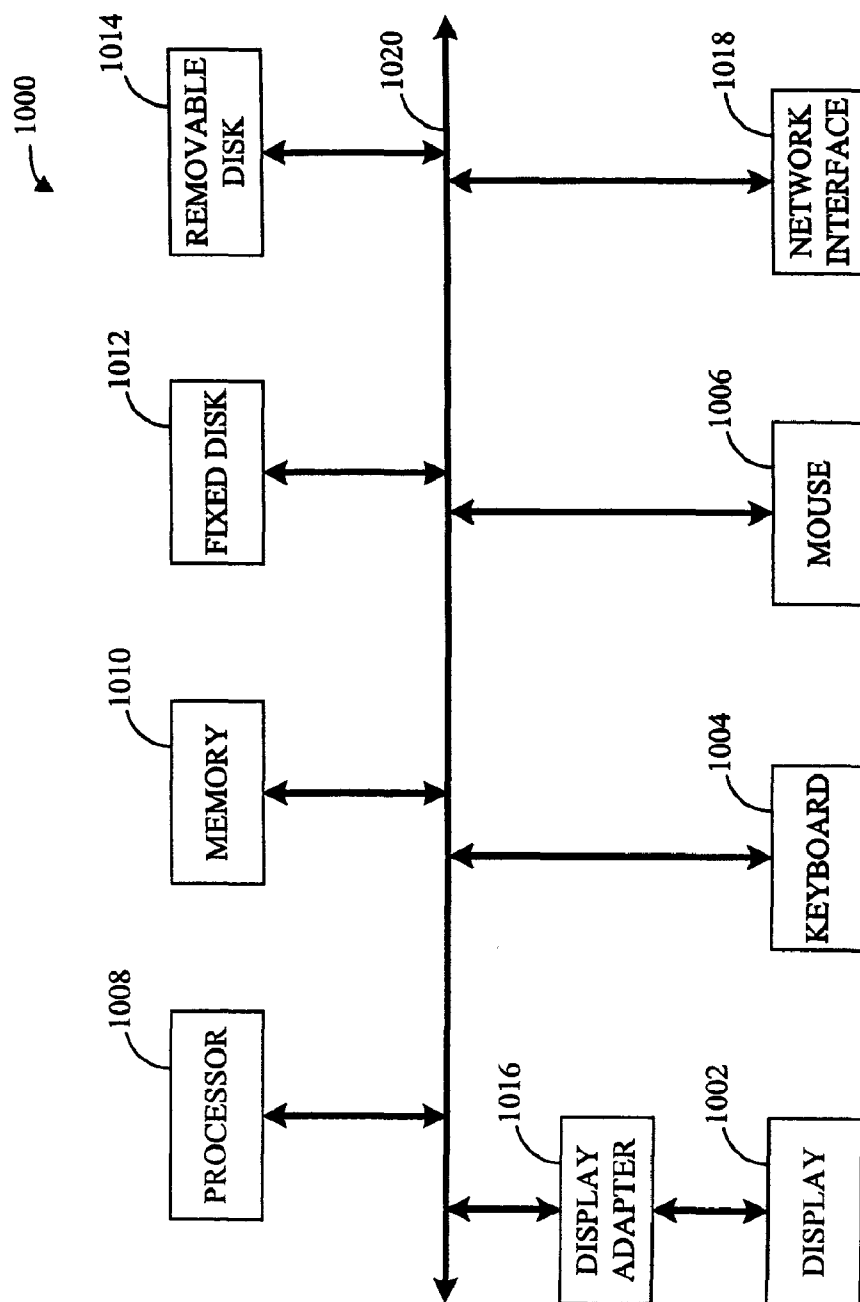 1000
1008
PROCESSOR
1010
MEMORY
1012
FIXED DISK
1014
REMOVABLE
DISK
1020
1016
DISPLAY
ADAPTER
1002
DISPLAY
1004
KEYBOARD
1006
MOUSE
1018
NETWORK
INTERFACE